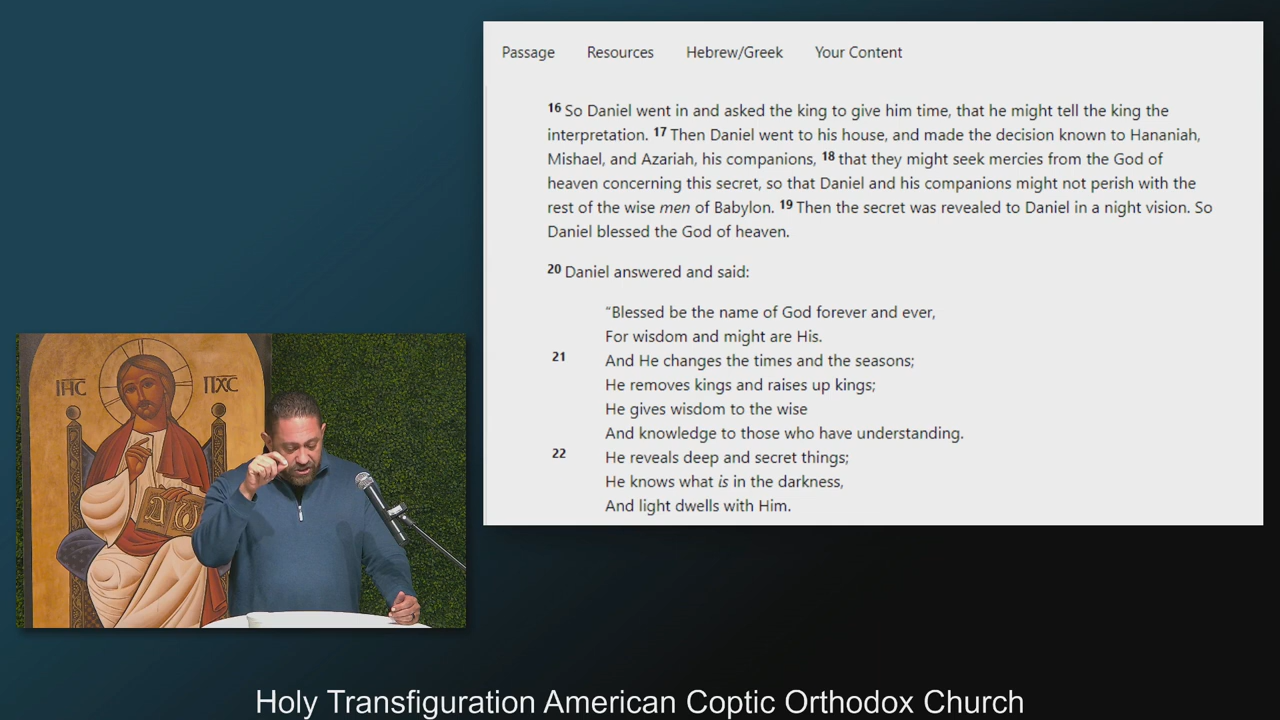 Passage Resources Hebrew/Greek Your Content
16 So Daniel went in and asked the king to give him time, that he might tell the king the
interpretation. 17 Then Daniel went to his house, and made the decision known to Hananiah,
Mishael, and Azariah, his companions, 18 that they might seek mercies from the God of
heaven concerning this secret, so that Daniel and his companions might not perish with the
rest of the wise men of Babylon. 19 Then the secret was revealed to Daniel in a night vision. So
Daniel blessed the God of heaven.
20 Daniel answered and said:
“Blessed be the name of God forever and ever,
For wisdom and might are His.
21 And He changes the times and the seasons;
He removes kings and raises up kings;
He gives wisdom to the wise
And knowledge to those who have understanding.
22 He reveals deep and secret things;
He knows what is in the darkness,
And light dwells with Him.
IHC ΠXC
Holy Transfiguration American Coptic Orthodox Church